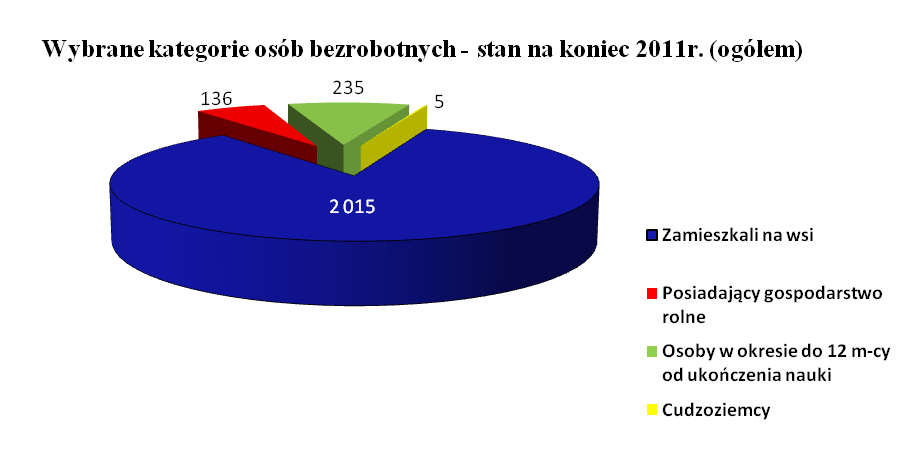 Wybrane kategorie osób bezrobotnych - stan na koniec 2011r. (ogółem)
136
235
5
2 015
Zamieszkali na wsi
Posiadający gospodarstwo
rolne
Osoby w okresie do 12 m-cy
od ukończenia nauki
Cudzoziemcy